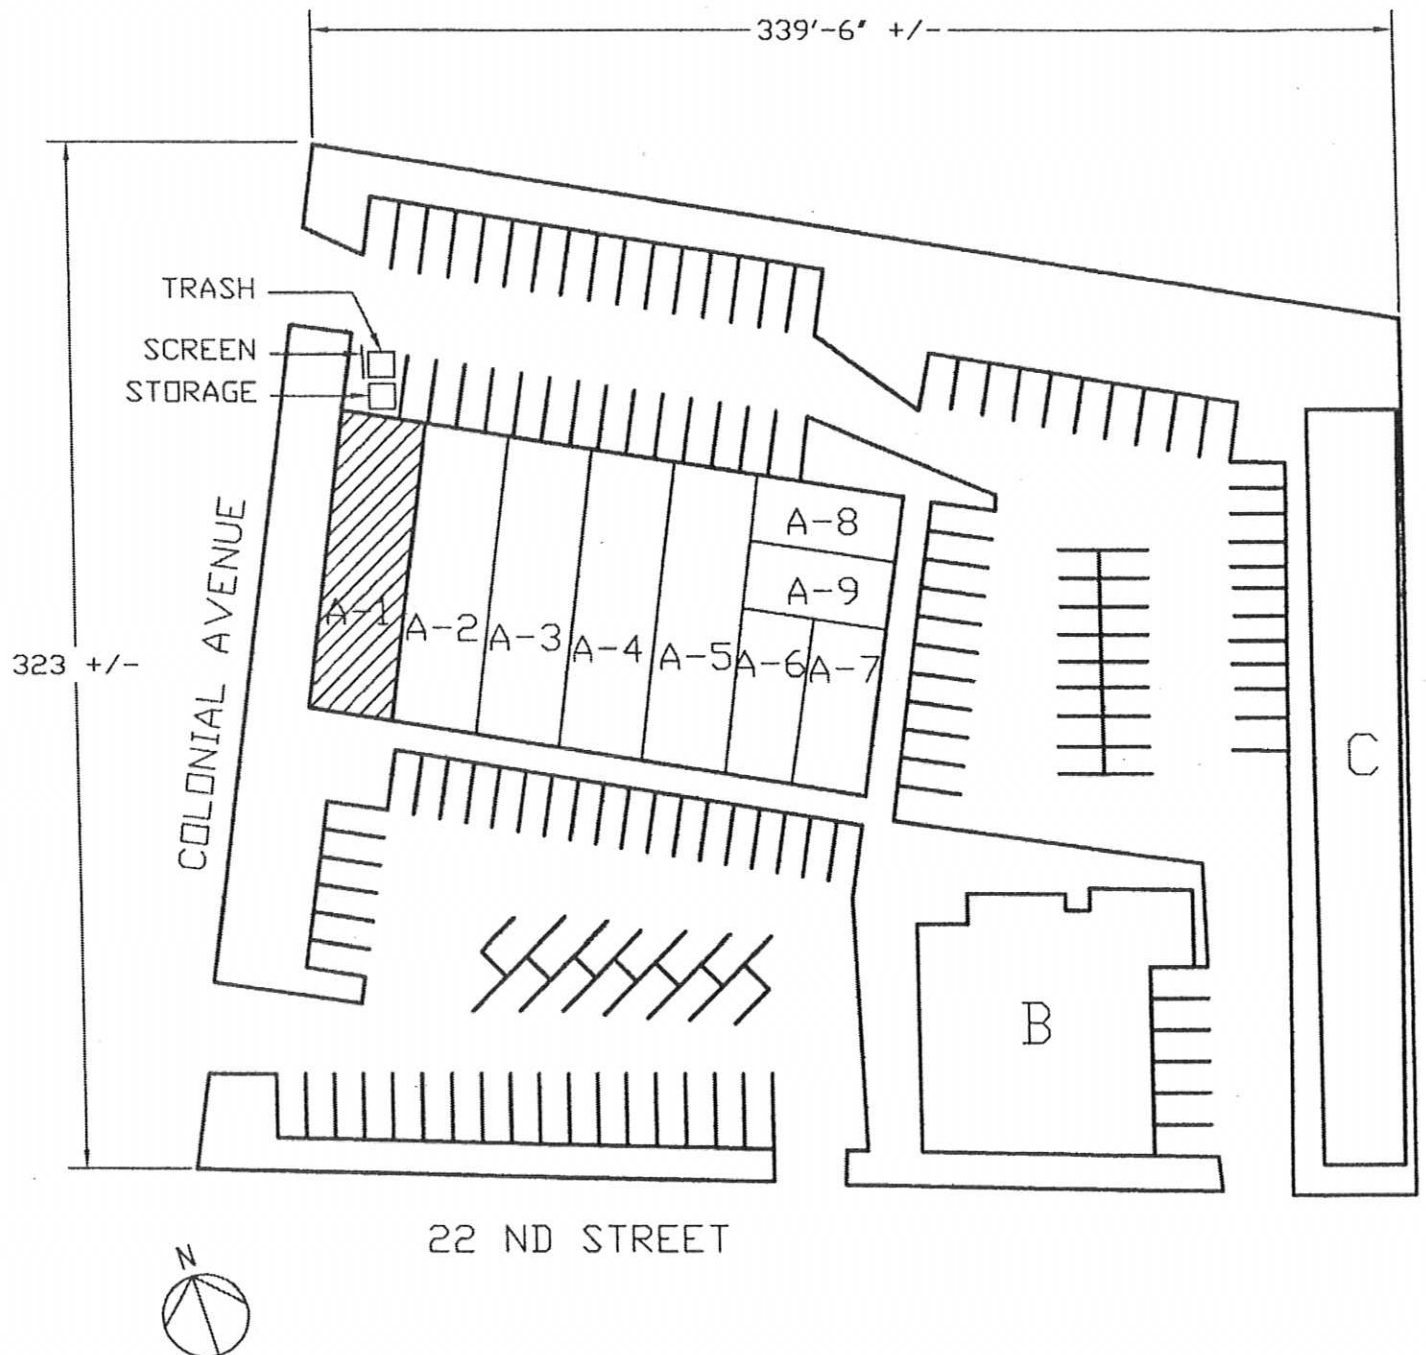 339'-6" +/-
TRASH
SCREEN
STORAGE
COLONIAL AVENUE
323 +/-
A-1
A-2
A-3
A-4
A-5
A-6
A-7
A-8
A-9
C
B
22 ND STREET
N